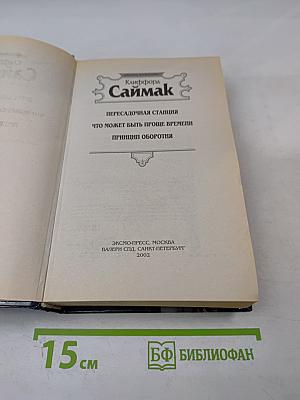 Клиффорд
Саймак
ПЕРЕСАДОЧНАЯ СТАНЦИЯ
ЧТО МОЖЕТ БЫТЬ ПРОЩЕ ВРЕМЕНИ
ПРИНЦИП ОБОРОТНЯ
ЭКСМО-ПРЕСС, МОСКВА
ВАЛЕРИ СПД, САНКТ-ПЕТЕРБУРГ
2002
15 см
БФ БИБЛИОФАН